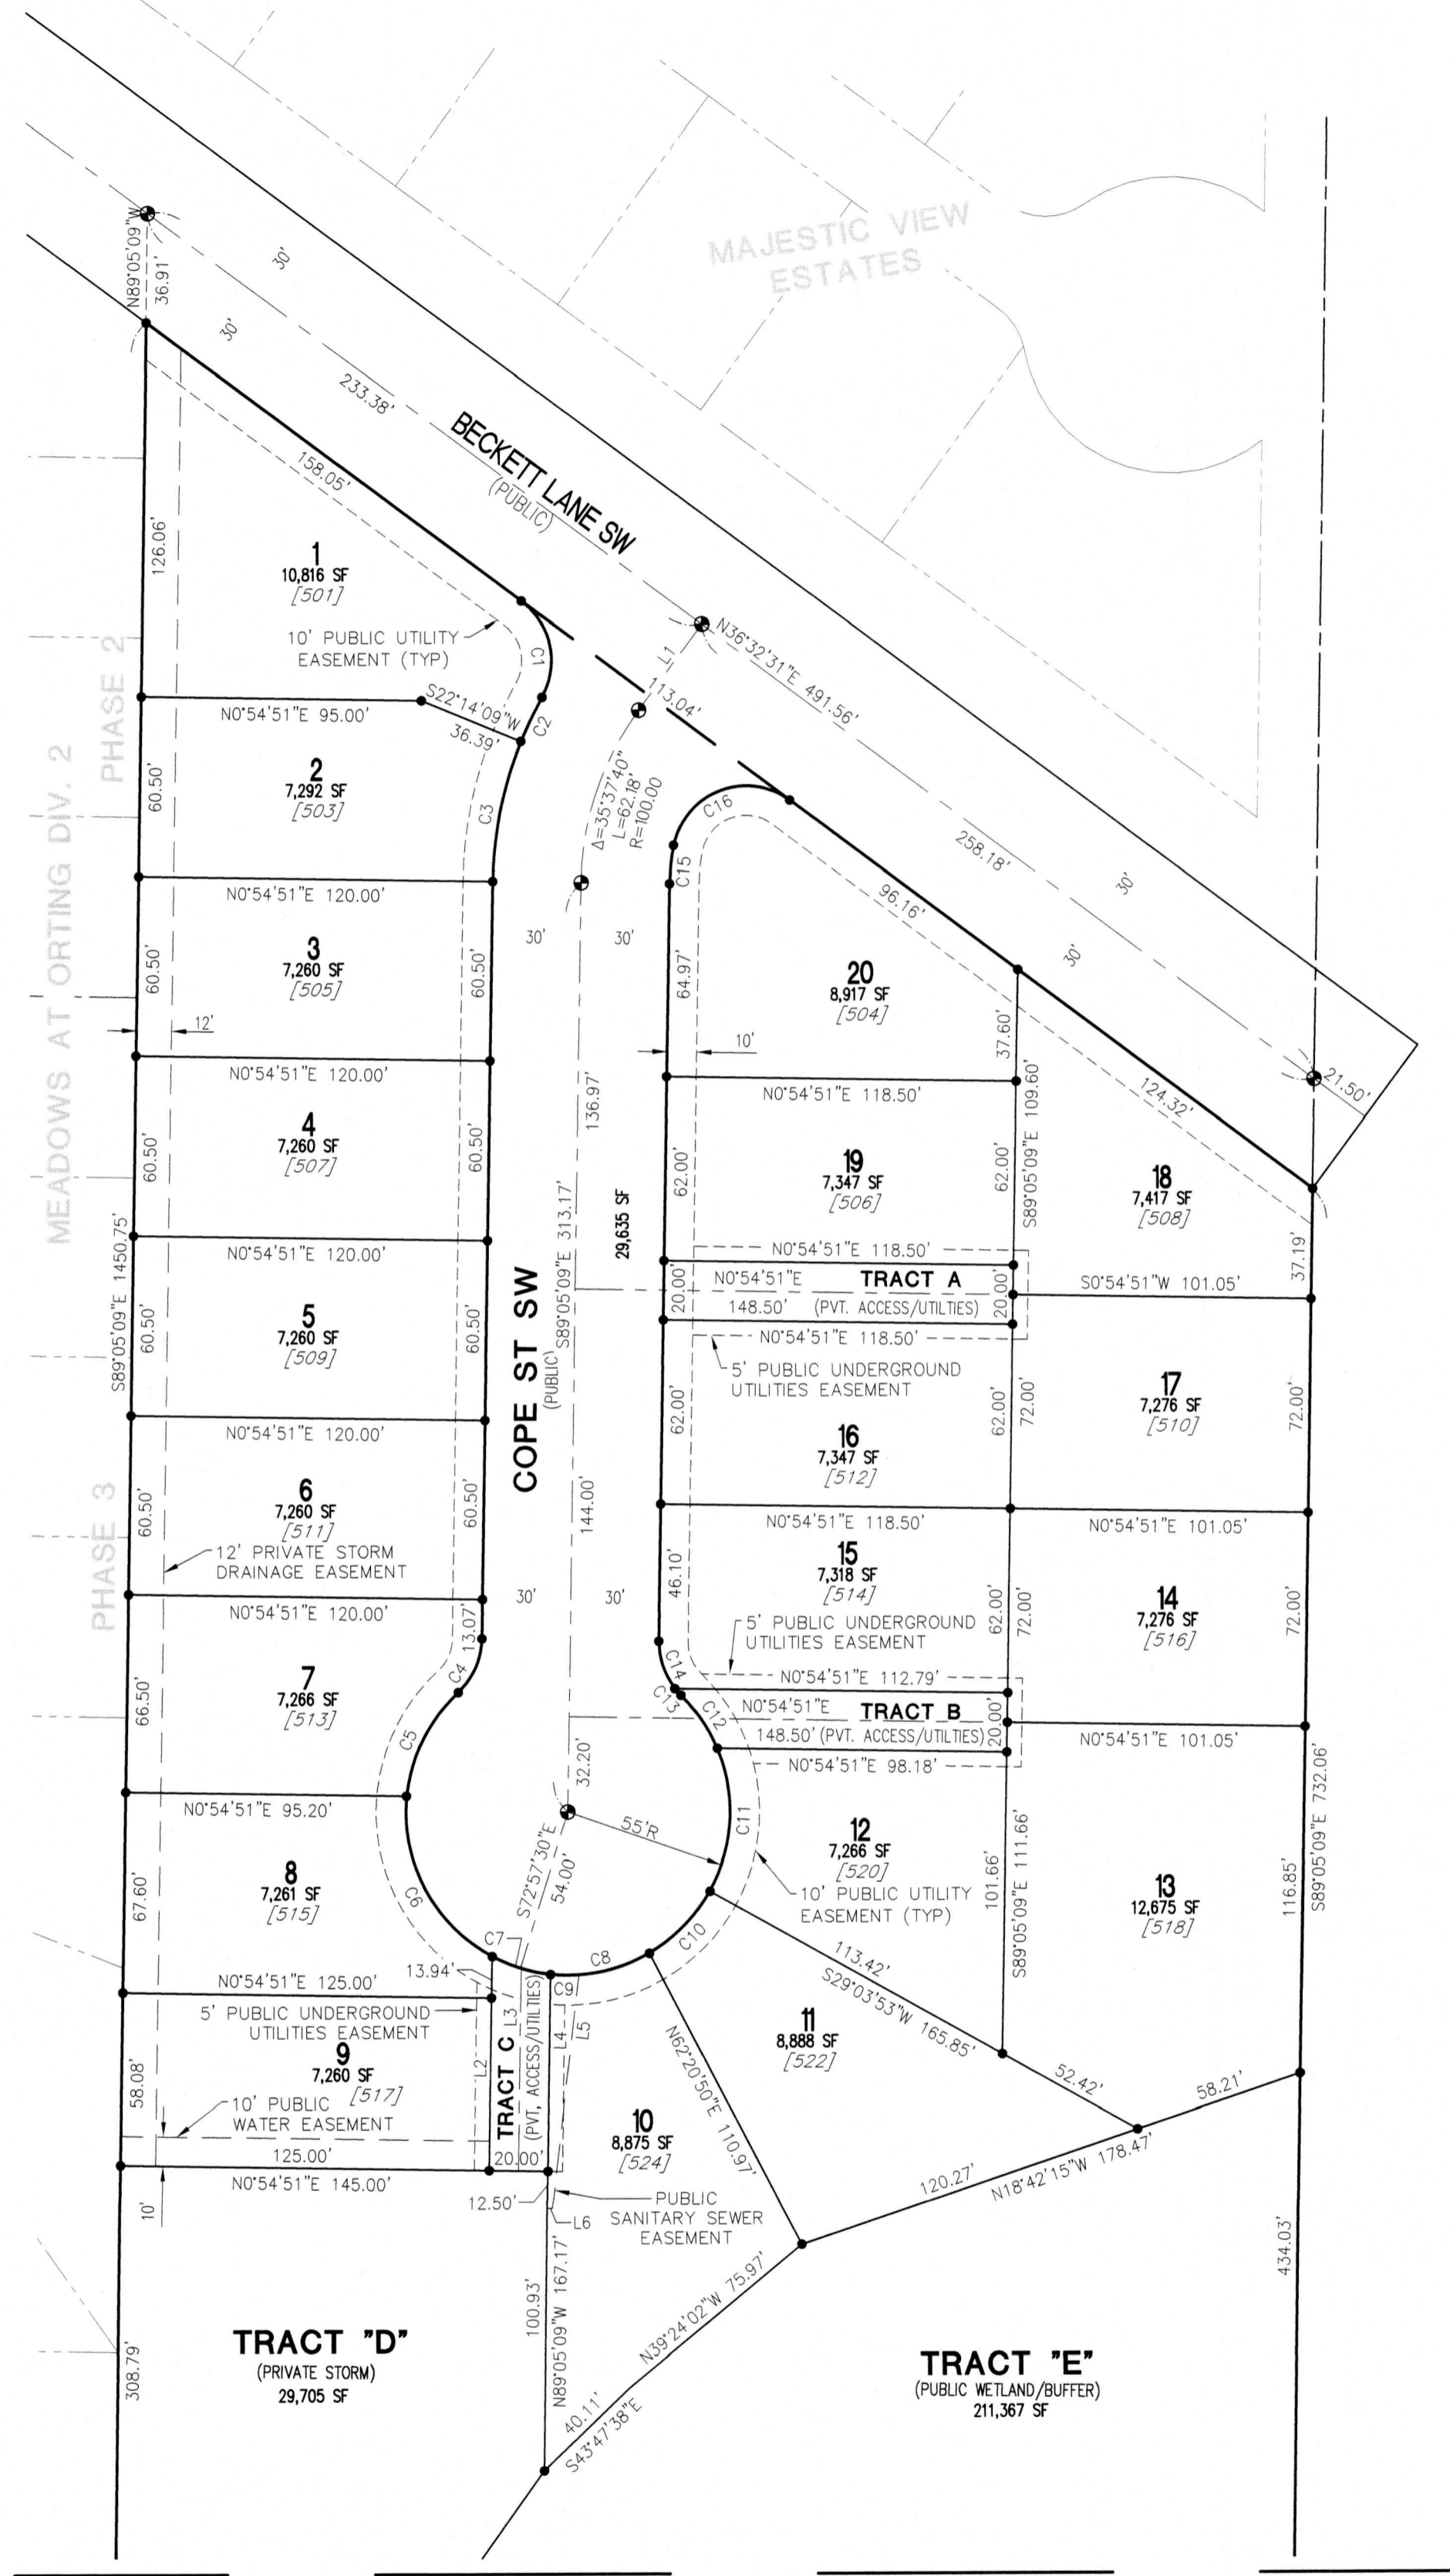 MAJESTIC VIEW
ESTATES
N89°05'09"W
36.91'
30'
30'
233.38'
BECKETT LANE SW
(PUBLIC)
158.05'
126.06'
1
10,816 SF
[501]
10' PUBLIC UTILITY
EASEMENT (TYP)
C1
L1
N36°32'31"E 491.56'
113.04'
C2
S22°14'09"W
36.39'
N0°54'51"E 95.00'
PHASE 2
MEADOWS AT ORTING DIV. 2
PHASE 3
2
7,292 SF
[503]
60.50'
C3
Δ=35°37'40"
L=62.18'
R=100.00
C16
C15
258.18'
30'
30'
96.16'
N0°54'51"E 120.00'
30'
30'
3
7,260 SF
[505]
60.50'
60.50'
64.97'
20
8,917 SF
[504]
37.60'
12'
10'
21.50'
124.32'
N0°54'51"E 120.00'
N0°54'51"E 118.50'
S89°05'09"E 109.60'
136.97'
4
7,260 SF
[507]
60.50'
60.50'
62.00'
19
7,347 SF
[506]
62.00'
18
7,417 SF
[508]
37.19'
S89°05'09"E 1450.75'
N0°54'51"E 120.00'
29,635 SF
S89°05'09"E 313.17'
N0°54'51"E 118.50'
N0°54'51"E
TRACT A
148.50'
(PVT. ACCESS/UTILTIES)
20.00'
20.00'
S0°54'51"W 101.05'
N0°54'51"E 118.50'
5' PUBLIC UNDERGROUND
UTILITIES EASEMENT
5
7,260 SF
[509]
60.50'
60.50'
COPE ST SW
(PUBLIC)
62.00'
62.00'
72.00'
17
7,276 SF
[510]
72.00'
16
7,347 SF
[512]
N0°54'51"E 120.00'
144.00'
6
7,260 SF
[511]
60.50'
60.50'
N0°54'51"E 118.50'
N0°54'51"E 101.05'
12' PRIVATE STORM
DRAINAGE EASEMENT
15
7,318 SF
[514]
46.10'
62.00'
72.00'
14
7,276 SF
[516]
72.00'
N0°54'51"E 120.00'
30'
30'
13.07'
5' PUBLIC UNDERGROUND
UTILITIES EASEMENT
7
7,266 SF
[513]
66.50'
C4
C5
C14
C13
C12
N0°54'51"E 112.79'
N0°54'51"E
TRACT B
148.50' (PVT. ACCESS/UTILTIES)
20.00'
N0°54'51"E 101.05'
N0°54'51"E 98.18'
32.20'
S89°05'09"E 732.06'
N0°54'51"E 95.20'
55'R
C11
12
7,266 SF
[520]
10' PUBLIC UTILITY
EASEMENT (TYP)
101.66'
S89°05'09"E 111.66'
13
12,675 SF
[518]
116.85'
8
7,261 SF
[515]
67.60'
C6
S72°57'30"E
54.00'
C7
C8
C9
C10
13.94'
113.42'
S29°03'53"W 165.85'
52.42'
58.21'
N0°54'51"E 125.00'
5' PUBLIC UNDERGROUND
UTILITIES EASEMENT
9
7,260 SF
[517]
58.08'
10' PUBLIC
WATER EASEMENT
L2
L3
TRACT C
(PVT, ACCESS/UTILTIES)
L4
L5
11
8,888 SF
[522]
N62°20'50"E 110.97'
10
8,875 SF
[524]
125.00'
20.00'
N0°54'51"E 145.00'
12.50'
10'
L6
PUBLIC
SANITARY SEWER
EASEMENT
120.27'
N18°42'15"W 178.47'
434.03'
308.79'
TRACT "D"
(PRIVATE STORM)
29,705 SF
100.93'
N89°05'09"W 167.17'
N39°24'02"W 75.97'
40.11'
S43°47'38"E
TRACT "E"
(PUBLIC WETLAND/BUFFER)
211,367 SF